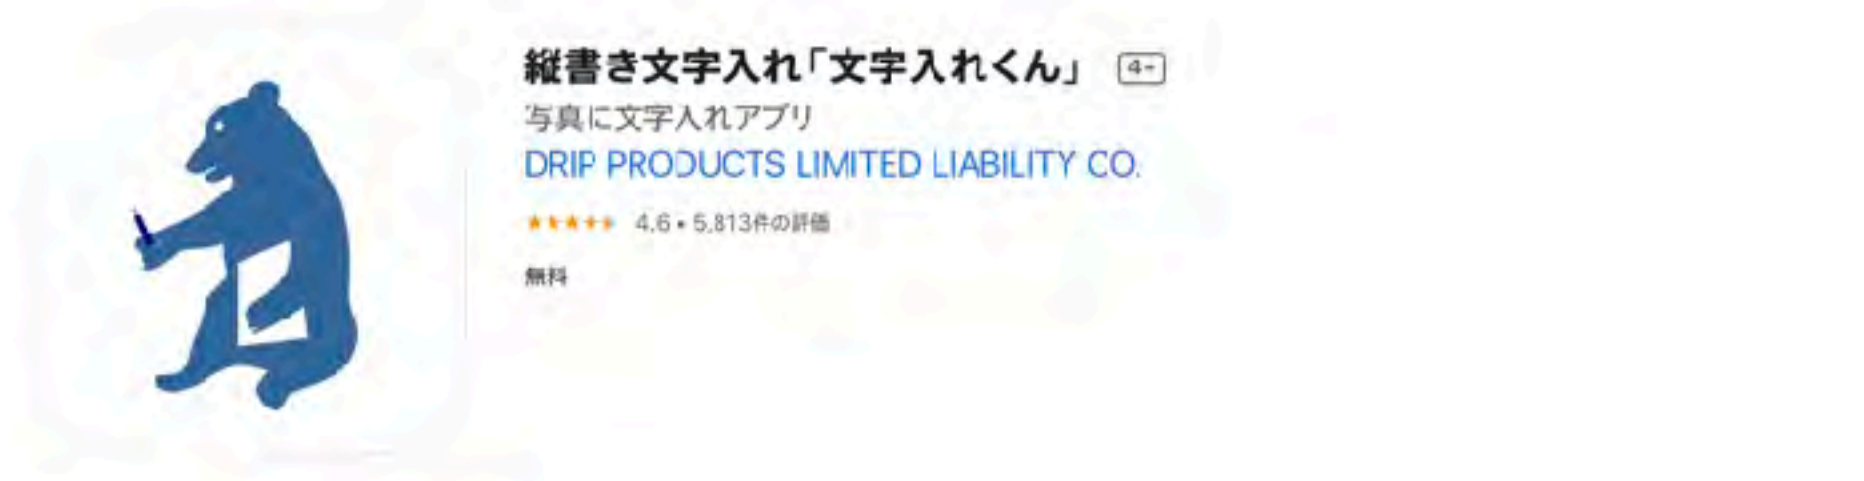 縦書き文字入れ「文字入れくん」 4+
写真に文字入れアプリ
DRIP PRODUCTS LIMITED LIABILITY CO.
★★★★★ 4.6 • 5,813件の評価
無料